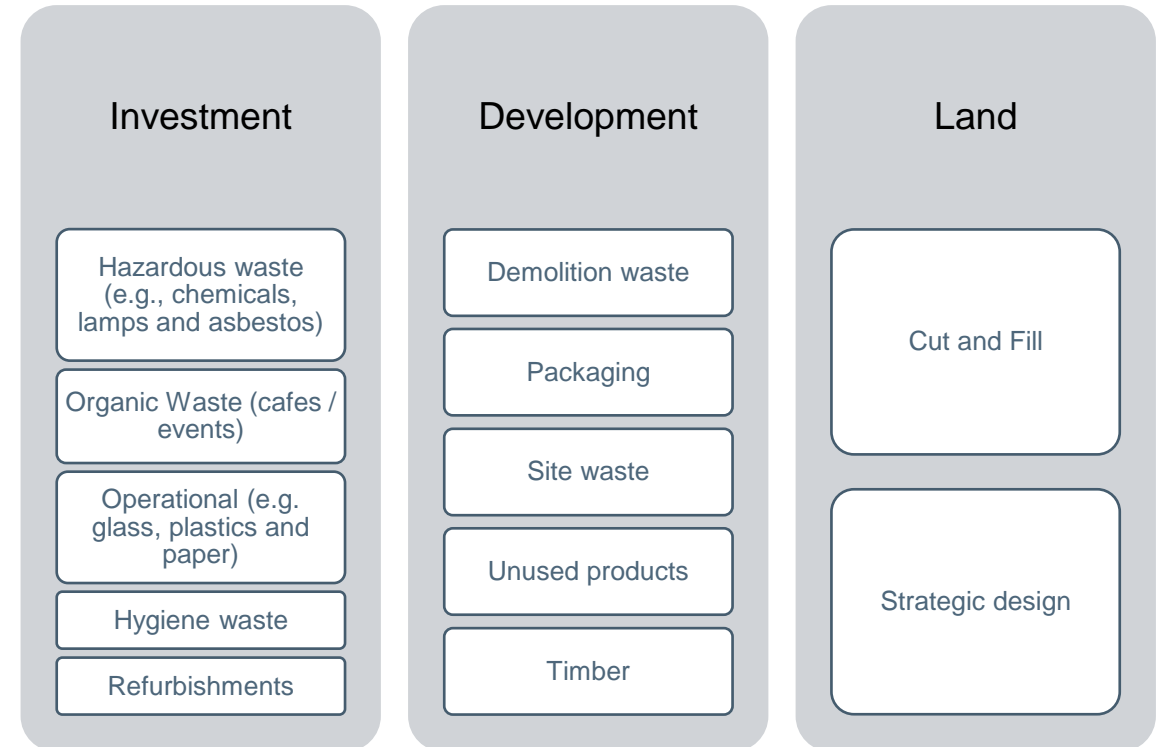 Investment
Hazardous waste
(e.g., chemicals,
lamps and asbestos)
Organic Waste (cafes /
events)
Operational (e.g.
glass, plastics and
paper)
Hygiene waste
Refurbishments
Development
Demolition waste
Packaging
Site waste
Unused products
Timber
Land
Cut and Fill
Strategic design